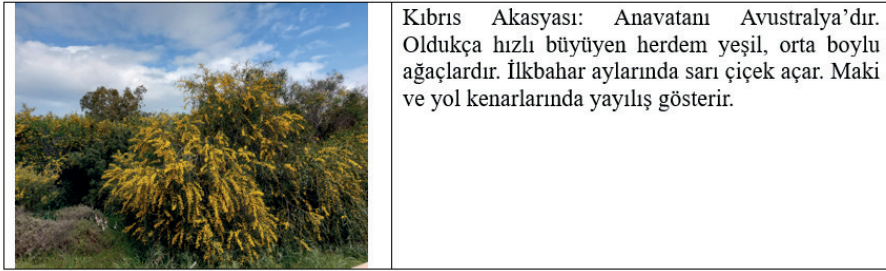 Kıbrıs Akasyası: Anavatanı Avustralya’dır.
Oldukça hızlı büyüyen herdem yeşil, orta boylu
ağaçlardır. İlkbahar aylarında sarı çiçek açar. Maki
ve yol kenarlarında yayılış gösterir.